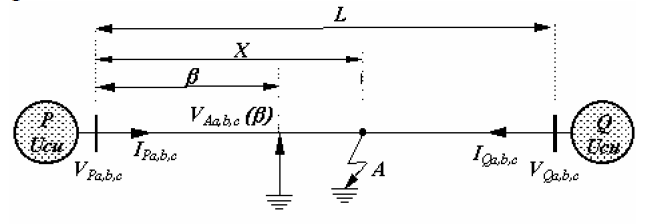 L
X
β
V_{Aa,b,c} (β)
P
Ucu
Q
Ucu
I_{Pa,b,c}
I_{Qa,b,c}
V_{Pa,b,c}
A
V_{Qa,b,c}